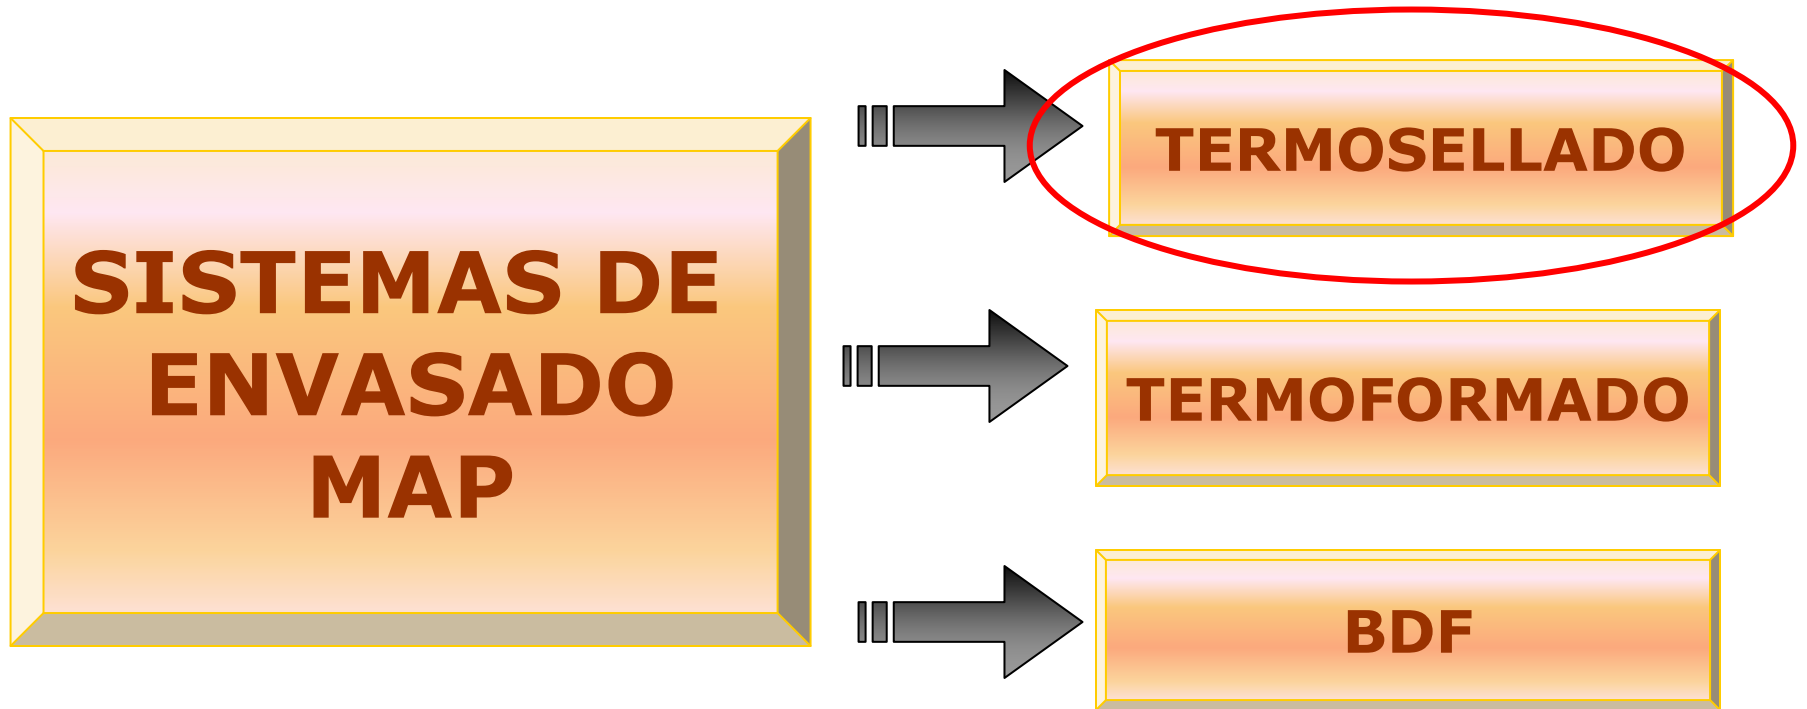 SISTEMAS DE
ENVASADO
MAP
TERMOSELLADO
TERMOFORMADO
BDF